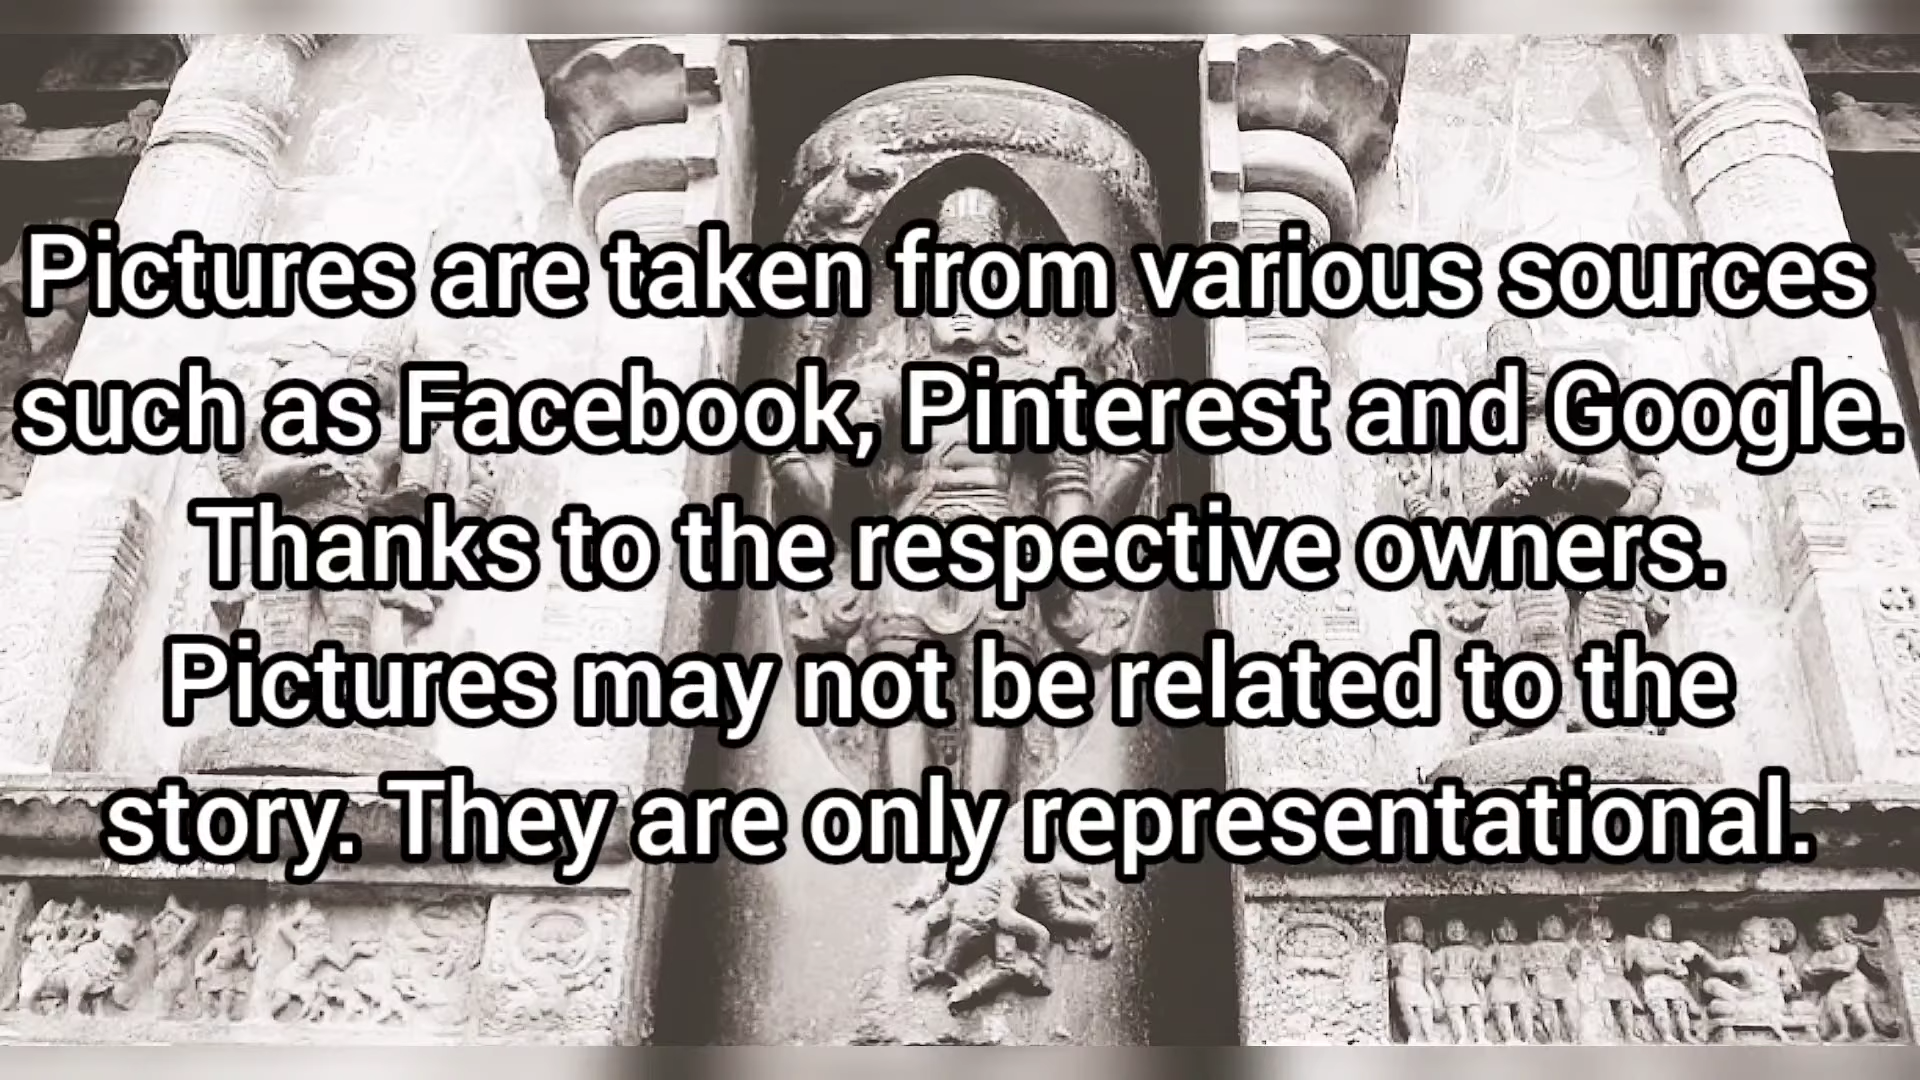 Pictures are taken from various sources
such as Facebook, Pinterest and Google.
Thanks to the respective owners.
Pictures may not be related to the
story. They are only representational.